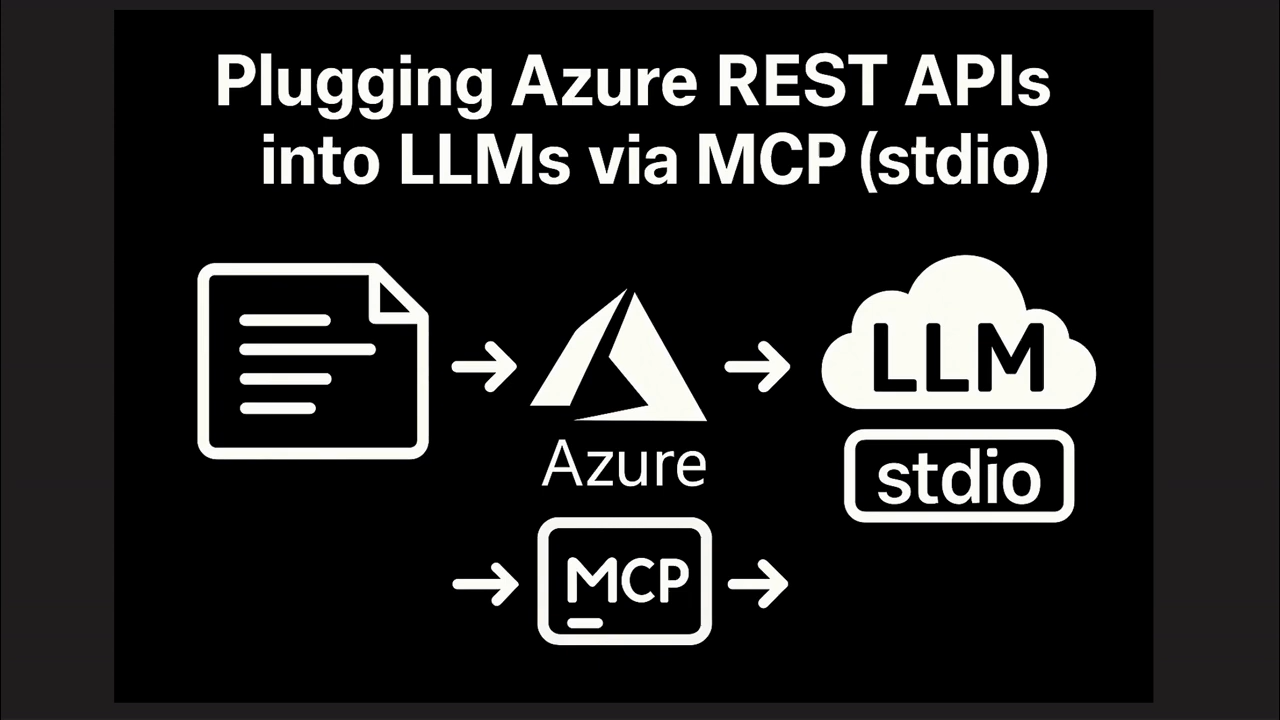 Plugging Azure REST APIs
into LLMs via MCP (stdio)
LLM
Azure
stdio
MCP